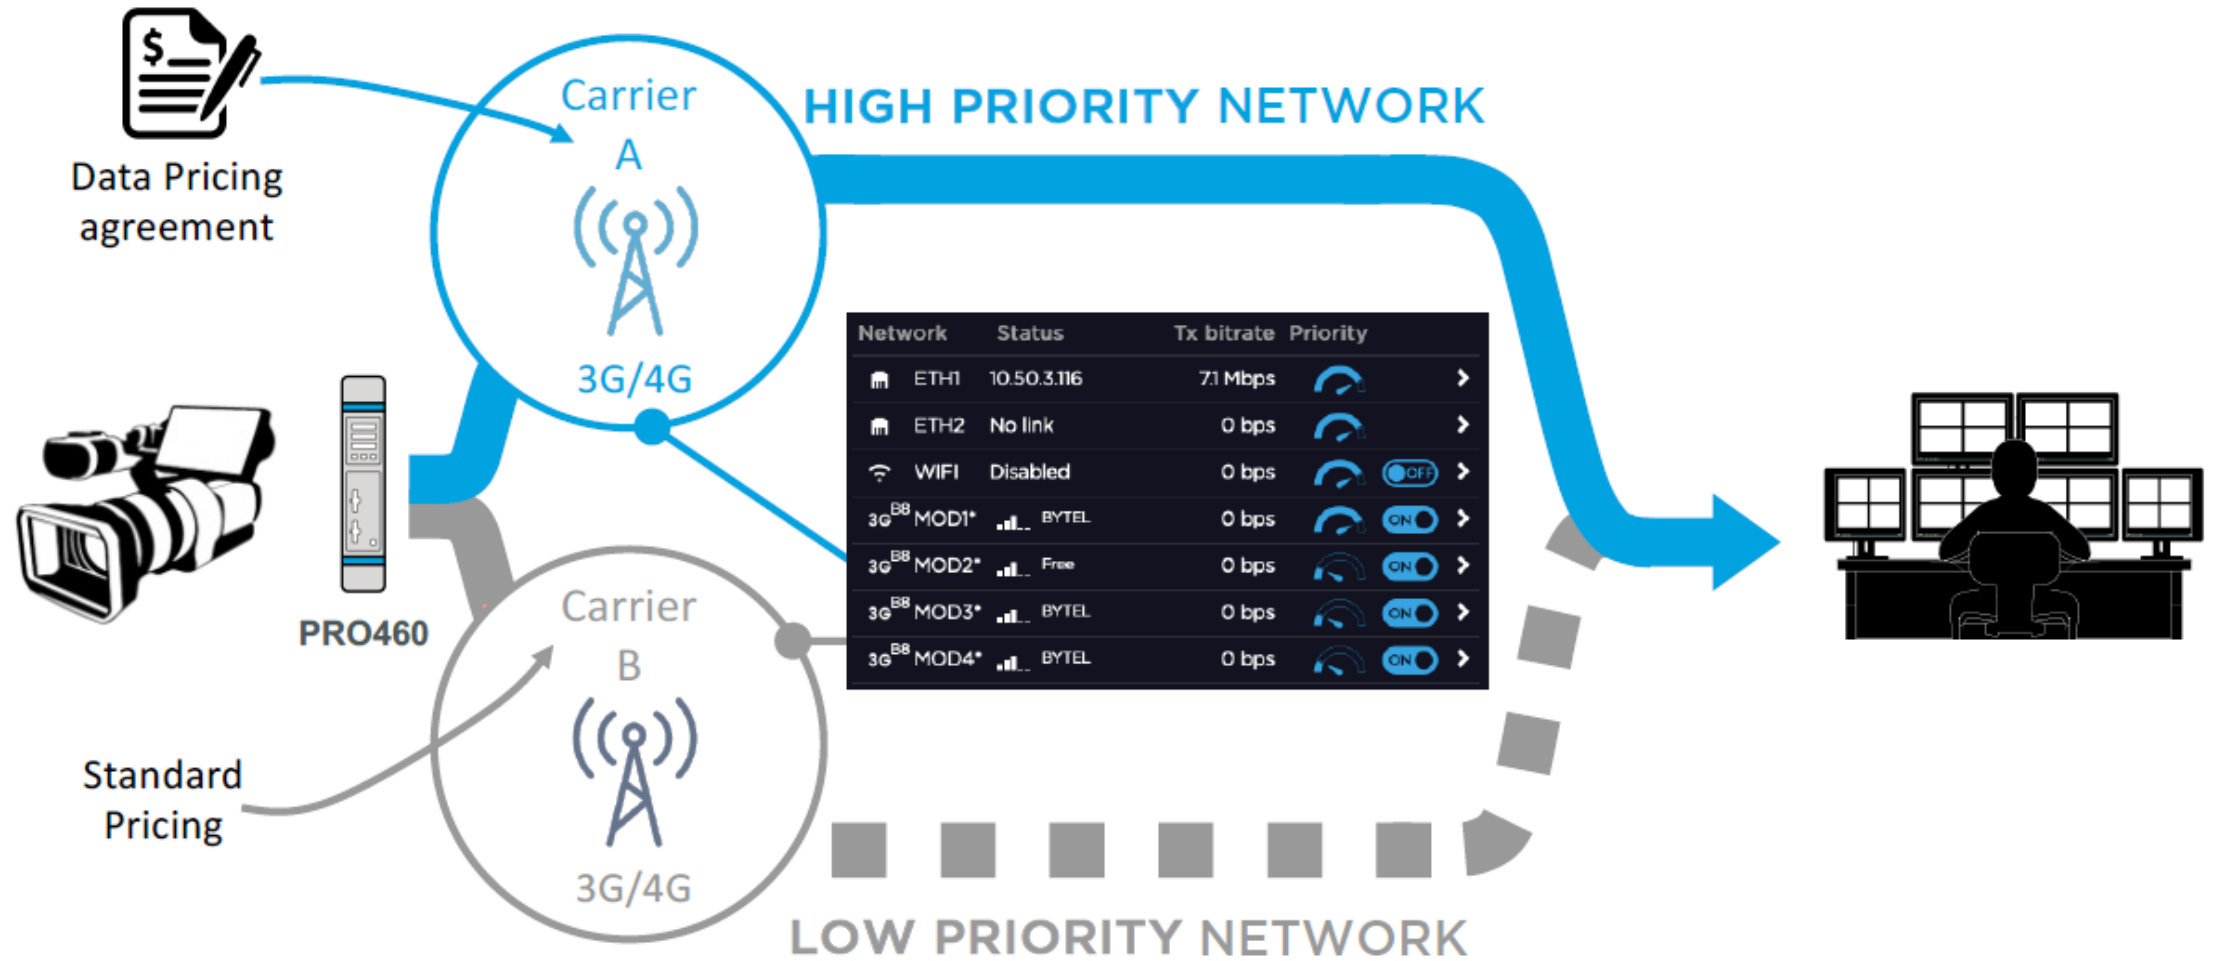 $
Data Pricing
agreement
Carrier
A
3G/4G
HIGH PRIORITY NETWORK
Network Status Tx bitrate Priority
ETH1 10.50.3.116 7.1 Mbps
ETH2 No link 0 bps
WIFI Disabled 0 bps OFF
3G B8 MOD1* BYTEL 0 bps ON
3G B8 MOD2* Free 0 bps ON
3G B8 MOD3* BYTEL 0 bps ON
3G B8 MOD4* BYTEL 0 bps ON
PRO460
Carrier
B
3G/4G
Standard
Pricing
LOW PRIORITY NETWORK